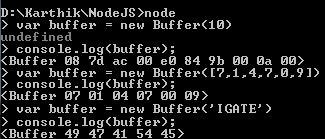 D:\Karthik\NodeJS>node
> var buffer = new Buffer(10)
undefined
> console.log(buffer);
<Buffer 08 7d ac 00 e0 84 9b 00 0a 00>
> var buffer = new Buffer([7,1,4,7,0,9])
> console.log(buffer);
<Buffer 07 01 04 07 00 09>
> var buffer = new Buffer('IGATE')
> console.log(buffer);
<Buffer 49 47 41 54 45>